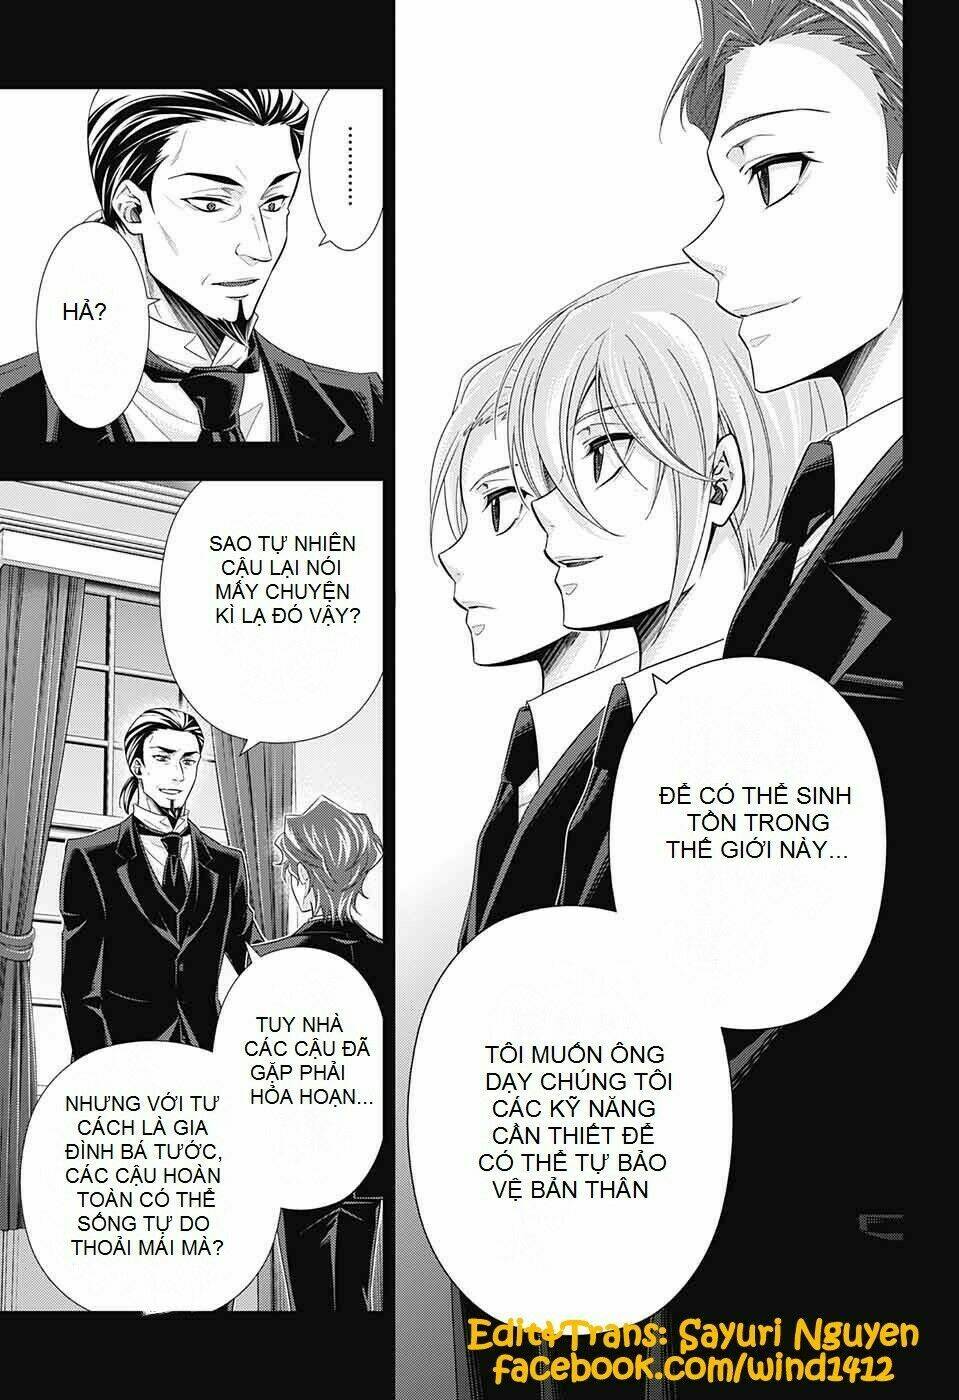 ĐỂ CÓ THỂ SINH
TỒN TRONG
THẾ GIỚI NÀY...
TÔI MUỐN ÔNG
DẠY CHÚNG TÔI
CÁC KỸ NĂNG
CẦN THIẾT ĐỂ
CÓ THỂ TỰ BẢO
VỆ BẢN THÂN
.......
HẢ?
SAO TỰ NHIÊN
CẬU LẠI NÓI
MẤY CHUYỆN
KÌ LẠ ĐÓ VẬY?
TUY NHÀ
CÁC CẬU ĐÃ
GẶP PHẢI
HỎA HOẠN...
NHƯNG VỚI TƯ
CÁCH LÀ GIA
ĐÌNH BÁ TƯỚC,
CÁC CẬU HOÀN
TOÀN CÓ THỂ
SỐNG TỰ DO
THOẢI MÁI MÀ?
Edit&Trans: Sayuri Nguyen
facebook.com/wind1412